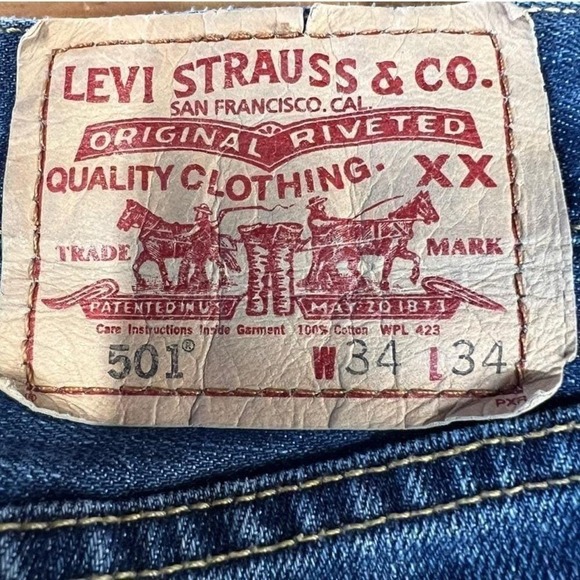 LEVI STRAUSS & CO.
SAN FRANCISCO. CAL.
ORIGINAL RIVETED
QUALITY CLOTHING. XX
TRADE MARK
PATENTED IN U MAY 20 1873
Care Instructions Inside Garment 100% Cotton WPL 423
501® W34 L34